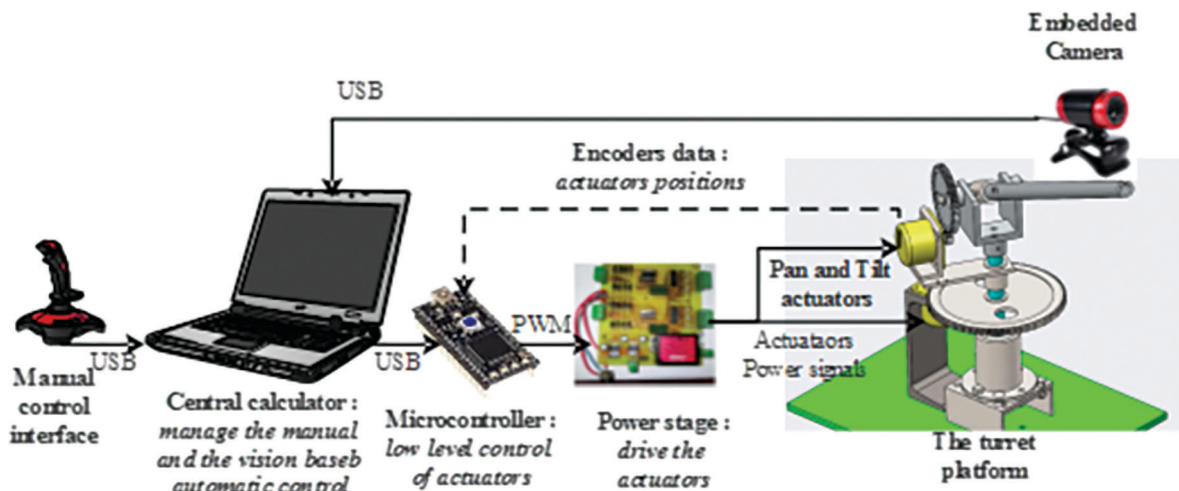 Embedded
Camera
USB
Encoders data :
actuators positions
Pan and Tilt
actuators
PWM
USB
USB
Actuataors
Power signals
Manual
control
interface
Central calculator :
manage the manual
and the vision baseb
automatic control
Microcontroller :
low level control
of actuators
Power stage :
drive the
actuators
The turret
platform